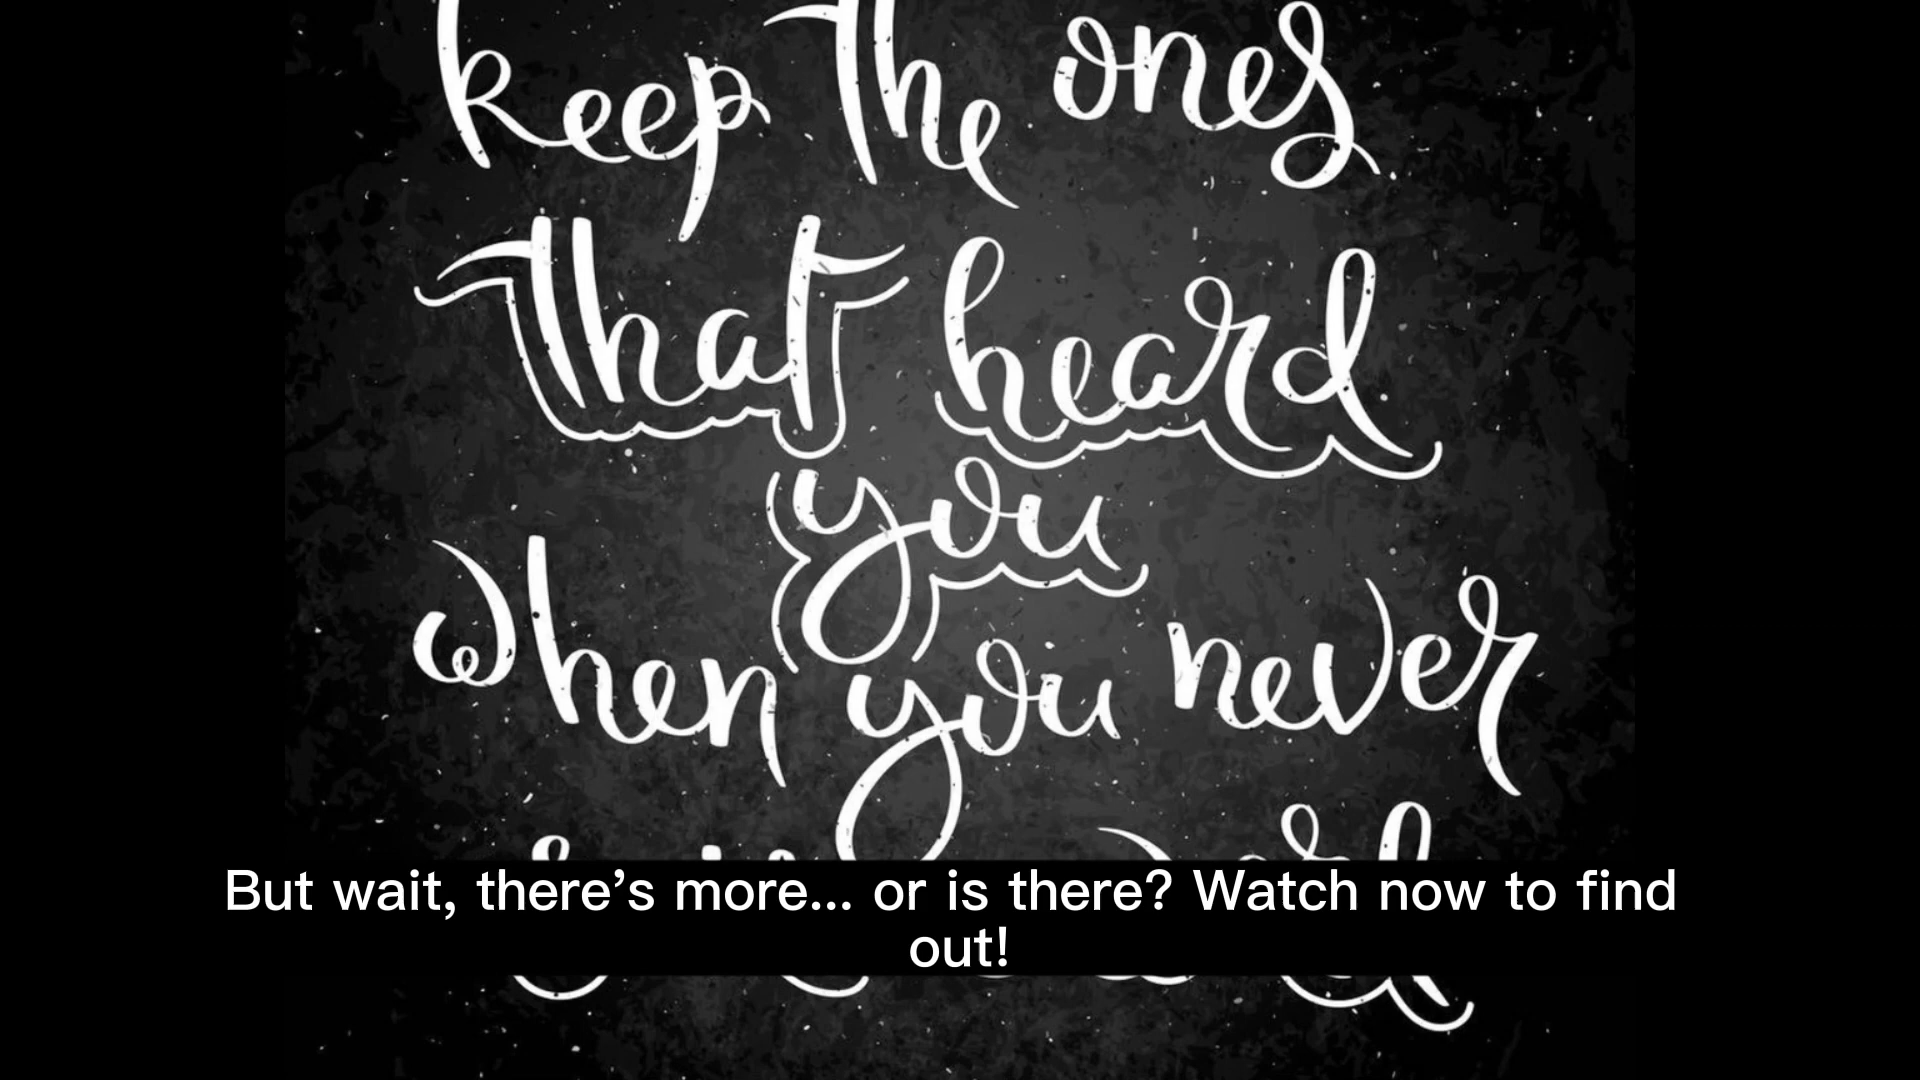 keep the ones
that heard
you
when you never
But wait, there’s more... or is there? Watch now to find
out!